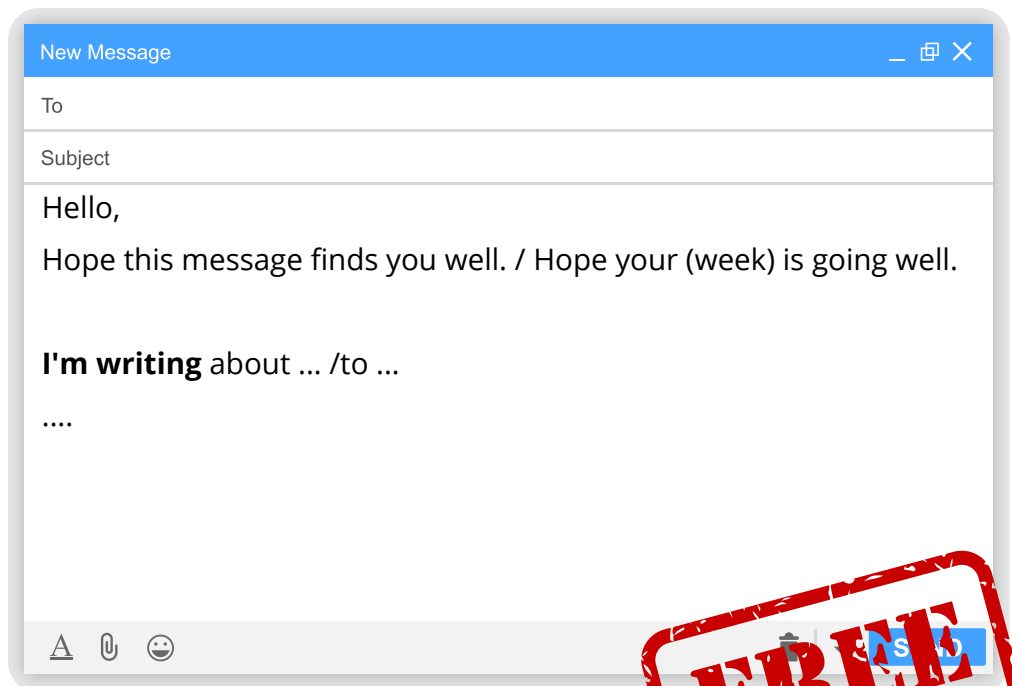 New Message
To
Subject
Hello,
Hope this message finds you well. / Hope your (week) is going well.
I'm writing about ... /to ...
....
A
SEND
FREE